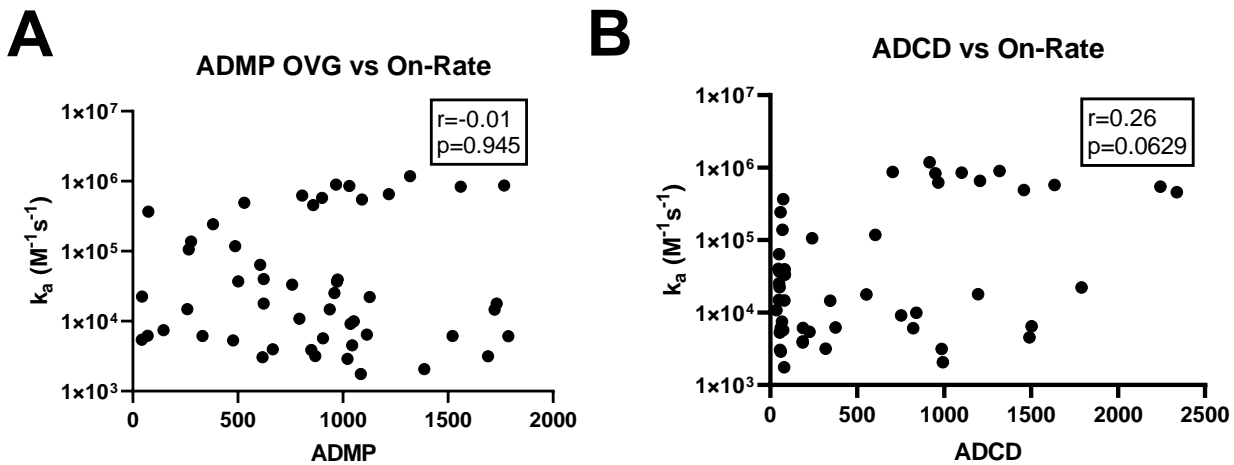 A
ADMP OVG vs On-Rate
r=-0.01
p=0.945
kₐ (M⁻¹s⁻¹)
1×10⁷
1×10⁶
1×10⁵
1×10⁴
1×10³
0
500
1000
1500
2000
ADMP
B
ADCD vs On-Rate
r=0.26
p=0.0629
kₐ (M⁻¹s⁻¹)
1×10⁷
1×10⁶
1×10⁵
1×10⁴
1×10³
0
500
1000
1500
2000
2500
ADCD